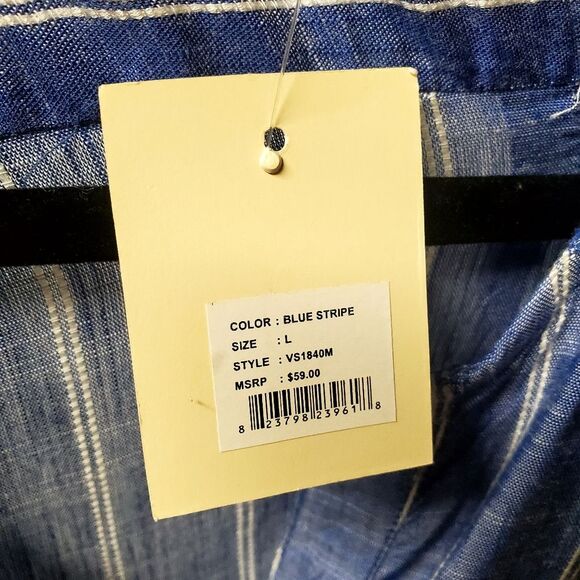 COLOR : BLUE STRIPE
SIZE : L
STYLE : VS1840M
MSRP : $59.00
8 23798 23961 8